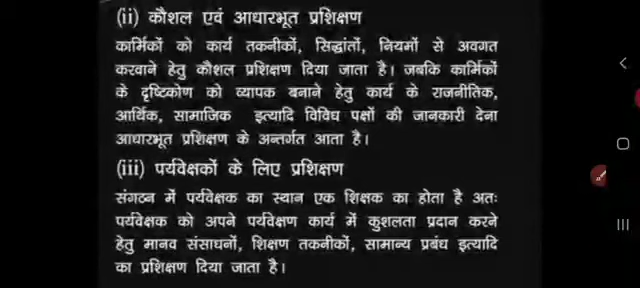 (ii) कौशल एवं आधारभूत प्रशिक्षण
कार्मिकों को कार्य तकनीकों, सिद्धांतों, नियमों से अवगत
करवाने हेतु कौशल प्रशिक्षण दिया जाता है। जबकि कार्मिकों
के दृष्टिकोण को व्यापक बनाने हेतु कार्य के राजनीतिक,
आर्थिक, सामाजिक इत्यादि विविध पक्षों की जानकारी देना
आधारभूत प्रशिक्षण के अन्तर्गत आता है।
(iii) पर्यवेक्षकों के लिए प्रशिक्षण
संगठन में पर्यवेक्षक का स्थान एक शिक्षक का होता है अतः
पर्यवेक्षक को अपने पर्यवेक्षण कार्य में कुशलता प्रदान करने
हेतु मानव संसाधनों, शिक्षण तकनीकों, सामान्य प्रबंध इत्यादि
का प्रशिक्षण दिया जाता है।